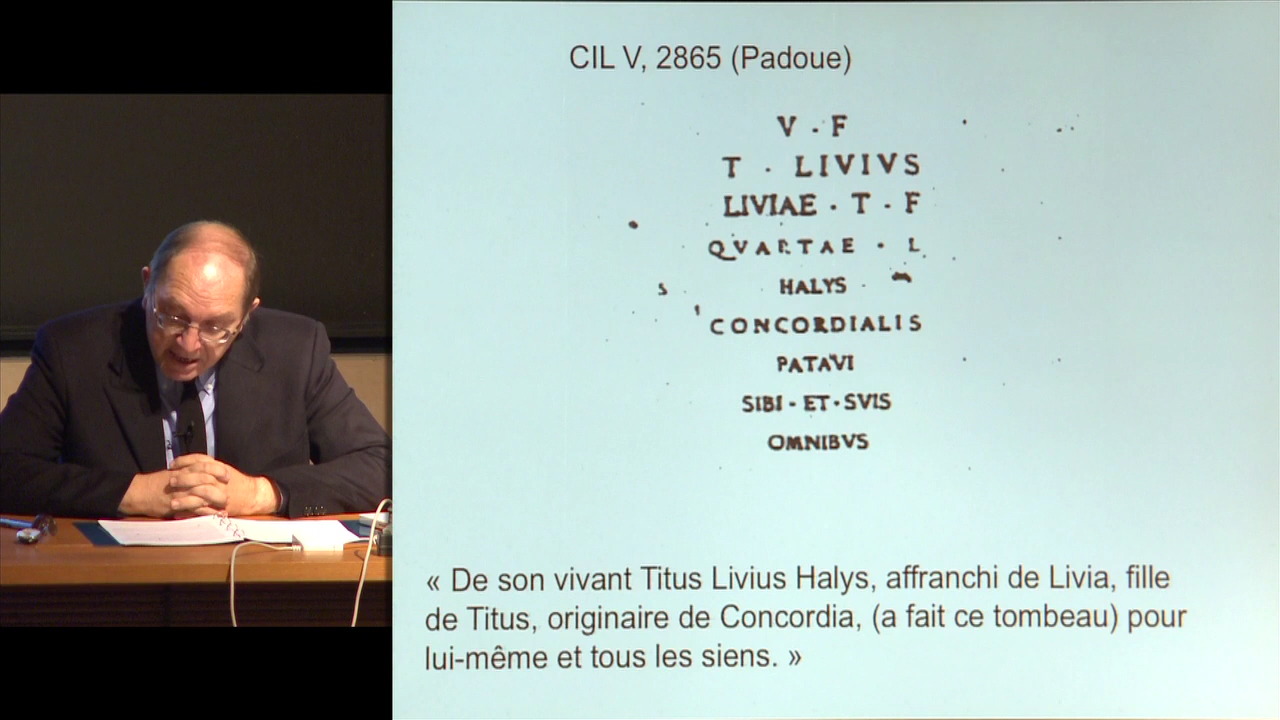 CIL V, 2865 (Padoue)
V · F
T · LIVIVS
LIVIAE · T · F
QVARTAE · L
HALYS
CONCORDIALIS
PATAVI
SIBI · ET · SVIS
OMNIBVS
« De son vivant Titus Livius Halys, affranchi de Livia, fille
de Titus, originaire de Concordia, (a fait ce tombeau) pour
lui-même et tous les siens. »